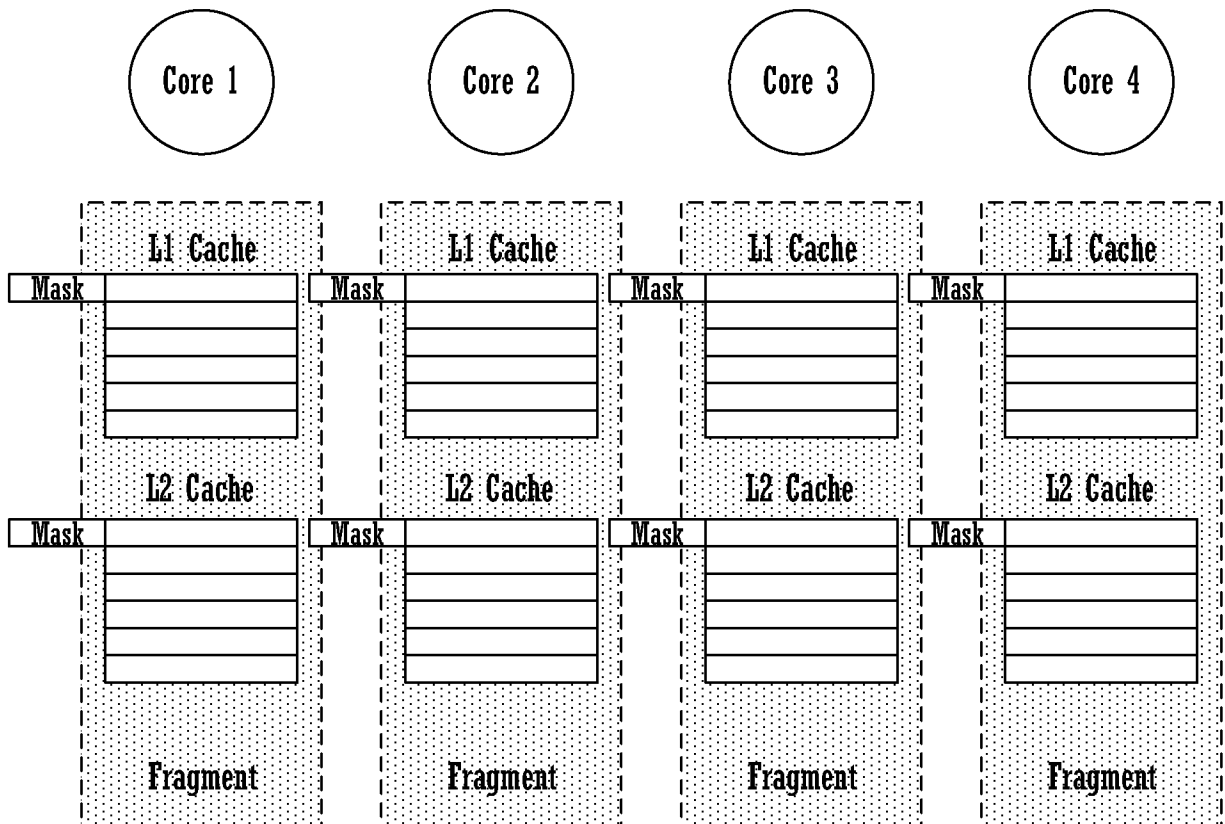 Core 1 Core 2 Core 3 Core 4
L1 Cache L1 Cache L1 Cache L1 Cache
Mask Mask Mask Mask
L2 Cache L2 Cache L2 Cache L2 Cache
Mask Mask Mask Mask
Fragment Fragment Fragment Fragment